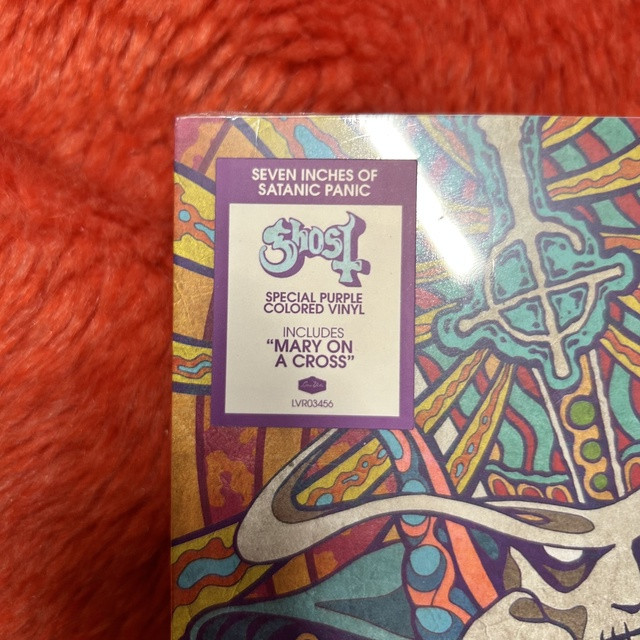 SEVEN INCHES OF
SATANIC PANIC
Ghost
SPECIAL PURPLE
COLORED VINYL
INCLUDES
"MARY ON
A CROSS"
LVR03456